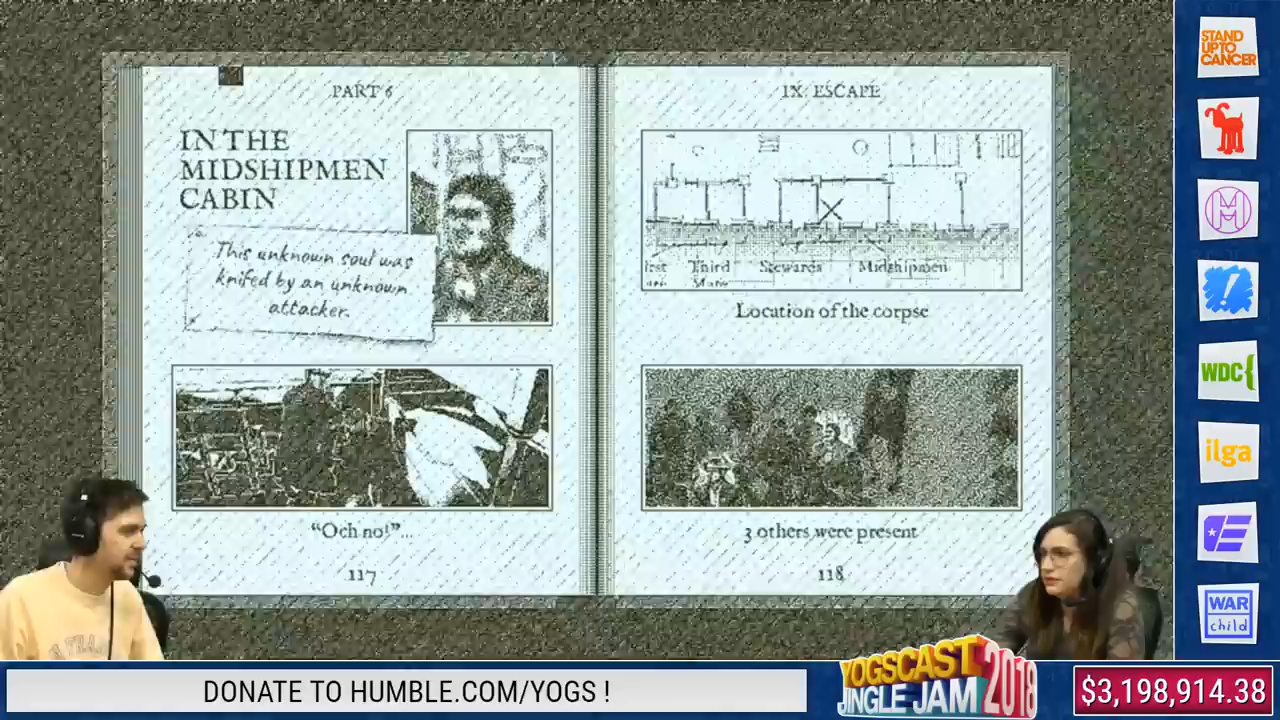 PART 6
IN THE
MIDSHIPMEN
CABIN
This unknown soul was
knifed by an unknown
attacker.
"Och no!"...
117
IX. ESCAPE
Third
Mate
Stewards
Midshipmen
Location of the corpse
3 others were present
118
STAND
UP TO
CANCER
WDC
ilga
WAR
child
DONATE TO HUMBLE.COM/YOGS !
YOGSCAST
JINGLE JAM 2018
$3,198,914.38